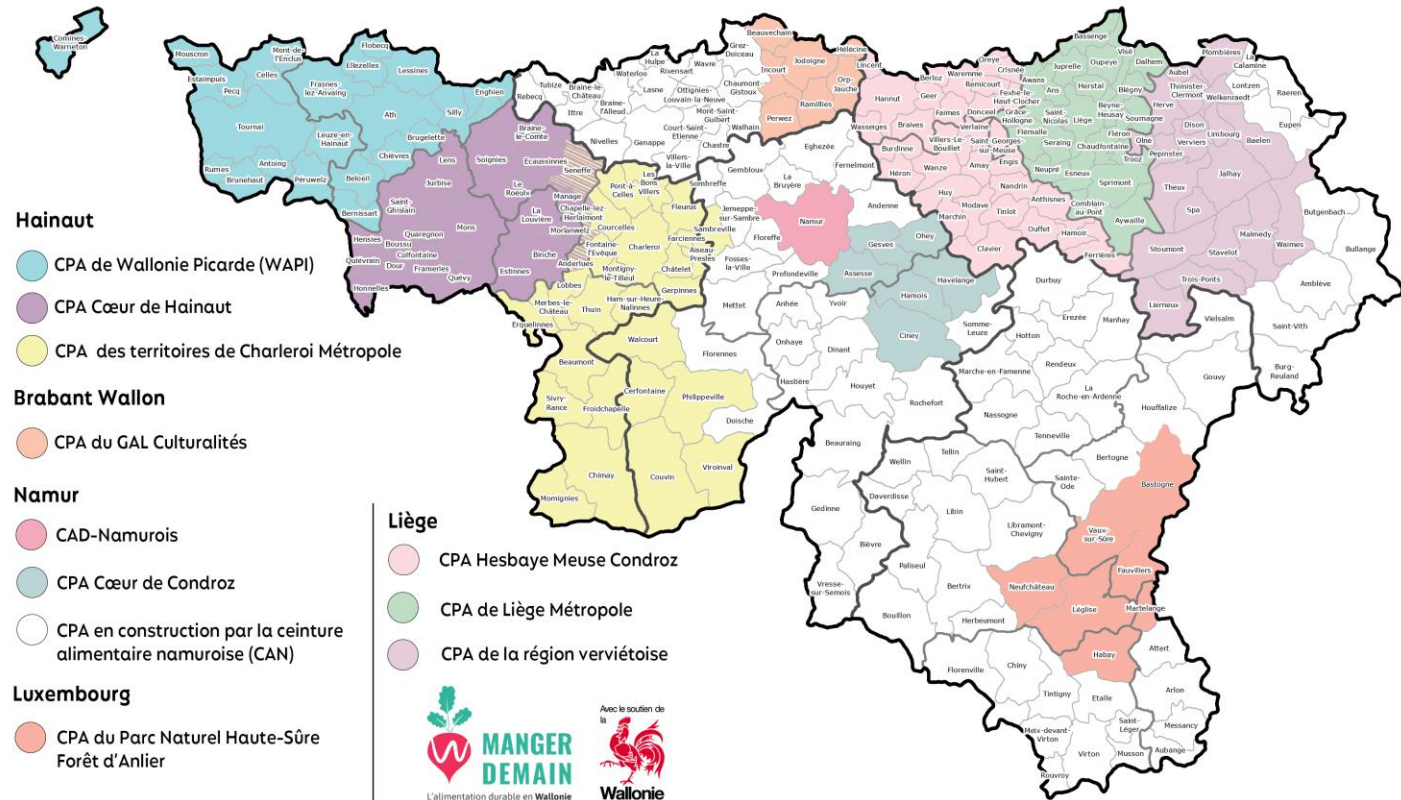 Comines-
Warneton
Mouscron
Mont-de-
l'Enclus
Flobecq
Estaimpuis
Celles
Ellezelles
Lessines
Pecq
Frasnes-
lez-Anvaing
Enghien
Silly
Tournai
Ath
Leuze-en-
Hainaut
Brugelette
Chièvres
Antoing
Rumes
Brunehaut
Péruwelz
Beloeil
Bernissart
Lens
Jurbise
Saint-
Ghislain
Soignies
Braine-
le-Comte
Ecaussinnes
Seneffe
Le
Roeulx
Manage
La
Louvière
Chapelle-lez-
Herlaimont
Morlanwelz
Mons
Quaregnon
Hensies
Boussu
Colfontaine
Quiévrain
Dour
Frameries
Honnelles
Quévy
Estinnes
Binche
Anderlues
Fontaine-
l'Evêque
Lobbes
Merbes-le-
Château
Thuin
Erquelinnes
Ham-sur-Heure-
Nalinnes
Montigny-
le-Tilleul
Gerpinnes
Châtelet
Charleroi
Courcelles
Pont-à-
Celles
Les
Bons
Villers
Fleurus
Farciennes
Aiseau-
Presles
Beaumont
Sivry-
Rance
Froidchapelle
Chimay
Momignies
Walcourt
Cerfontaine
Philippeville
Couvin
Viroinval
Doische
Florennes
Rebecq
Tubize
Braine-le-
Château
Ittre
Braine-
l'Alleud
Waterloo
La
Hulpe
Rixensart
Lasne
Wavre
Grez-
Doiceau
Ottignies-
Louvain-la-Neuve
Chaumont-
Gistoux
Mont-Saint-
Guibert
Court-Saint-
Etienne
Walhain
Nivelles
Genappe
Chastre
Villers-
la-Ville
Beauvechain
Jodoigne
Hélécine
Incourt
Orp-
Jauche
Ramillies
Perwez
Gembloux
Eghezée
Fernelmont
La
Bruyère
Sombreffe
Jemeppe-
sur-Sambre
Sambreville
Namur
Andenne
Floreffe
Fosses-
la-Ville
Profondeville
Mettet
Gesves
Ohey
Assesse
Havelange
Hamois
Ciney
Somme-
Leuze
Anhée
Yvoir
Onhaye
Dinant
Hastière
Houyet
Rochefort
Beauraing
Gedinne
Bièvre
Vresse-
sur-Semois
Lincent
Hannut
Berloz
Waremme
Oreye
Geer
Remicourt
Crisnée
Fexhe-le-
Haut-Clocher
Faimes
Donceel
Wasseiges
Braives
Verlaine
Burdinne
Villers-Le-
Bouillet
Saint-Georges-
sur-Meuse
Héron
Wanze
Amay
Engis
Huy
Nandrin
Modave
Marchin
Tinlot
Anthisnes
Clavier
Ouffet
Hamoir
Ferrières
Bassenge
Juprelle
Oupeye
Visé
Dalhem
Awans
Ans
Herstal
Blégny
Grâce-
Hollogne
Saint-
Nicolas
Liège
Beyne-
Heusay
Soumagne
Flémalle
Fléron
Seraing
Chaudfontaine
Olne
Trooz
Neupré
Esneux
Sprimont
Comblain-
au-Pont
Aywaille
Plombières
La
Calamine
Aubel
Thimister-
Clermont
Welkenraedt
Lontzen
Raeren
Herve
Eupen
Dison
Limbourg
Verviers
Baelen
Pepinster
Theux
Jalhay
Spa
Stoumont
Stavelot
Malmédy
Waimes
Trois-Ponts
Lierneux
Butgenbach
Bullange
Amblève
Saint-Vith
Burg-
Reuland
Durbuy
Erezée
Manhay
Vielsalm
Hotton
Marche-en-Famenne
Rendeux
La
Roche-en-Ardenne
Gouvy
Houffalize
Nassogne
Tenneville
Bertogne
Bastogne
Wellin
Tellin
Saint-
Hubert
Sainte-
Ode
Daverdisse
Libin
Libramont-
Chevigny
Vaux-
sur-Sûre
Paliseul
Neufchâteau
Fauvillers
Bertrix
Léglise
Martelange
Bouillon
Herbeumont
Habay
Attert
Florenville
Chiny
Tintigny
Etalle
Arlon
Meix-devant-
Virton
Saint-
Léger
Messancy
Virton
Musson
Aubange
Rouvroy
Hainaut
CPA de Wallonie Picarde (WAPI)
CPA Cœur de Hainaut
CPA des territoires de Charleroi Métropole
Brabant Wallon
CPA du GAL Culturalités
Namur
CAD-Namurois
CPA Cœur de Condroz
CPA en construction par la ceinture
alimentaire namuroise (CAN)
Luxembourg
CPA du Parc Naturel Haute-Sûre
Forêt d'Anlier
Liège
CPA Hesbaye Meuse Condroz
CPA de Liège Métropole
CPA de la région verviétoise
MANGER
DEMAIN
L'alimentation durable en Wallonie
Avec le soutien de
la
Wallonie